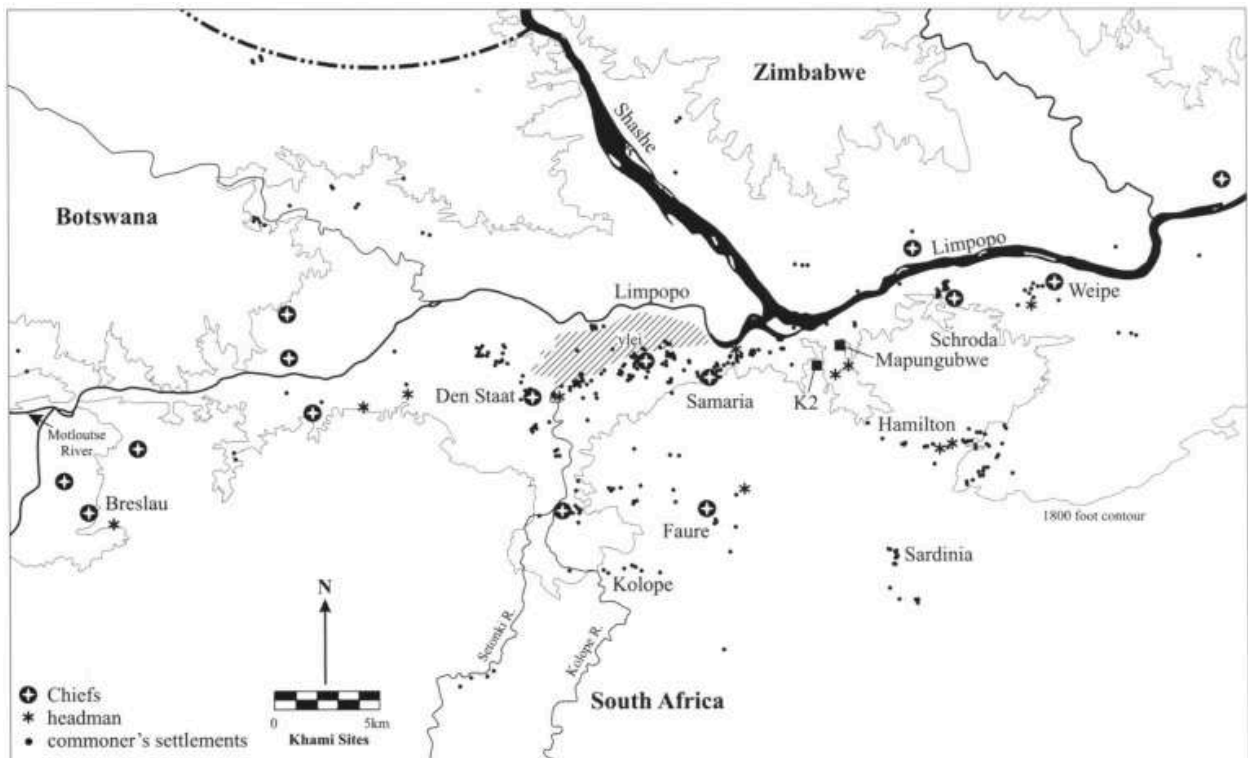 Zimbabwe
Shashe
Botswana
Limpopo
Limpopo
Weipe
vlei
Schroda
Mapungubwe
Den Staat
Samaria
K2
Motloutse
River
Hamilton
Breslau
1800 foot contour
Faure
Sardinia
Kolope
N
Setonki R.
Kolope R.
South Africa
Chiefs
headman
commoner's settlements
0 5km
Khami Sites